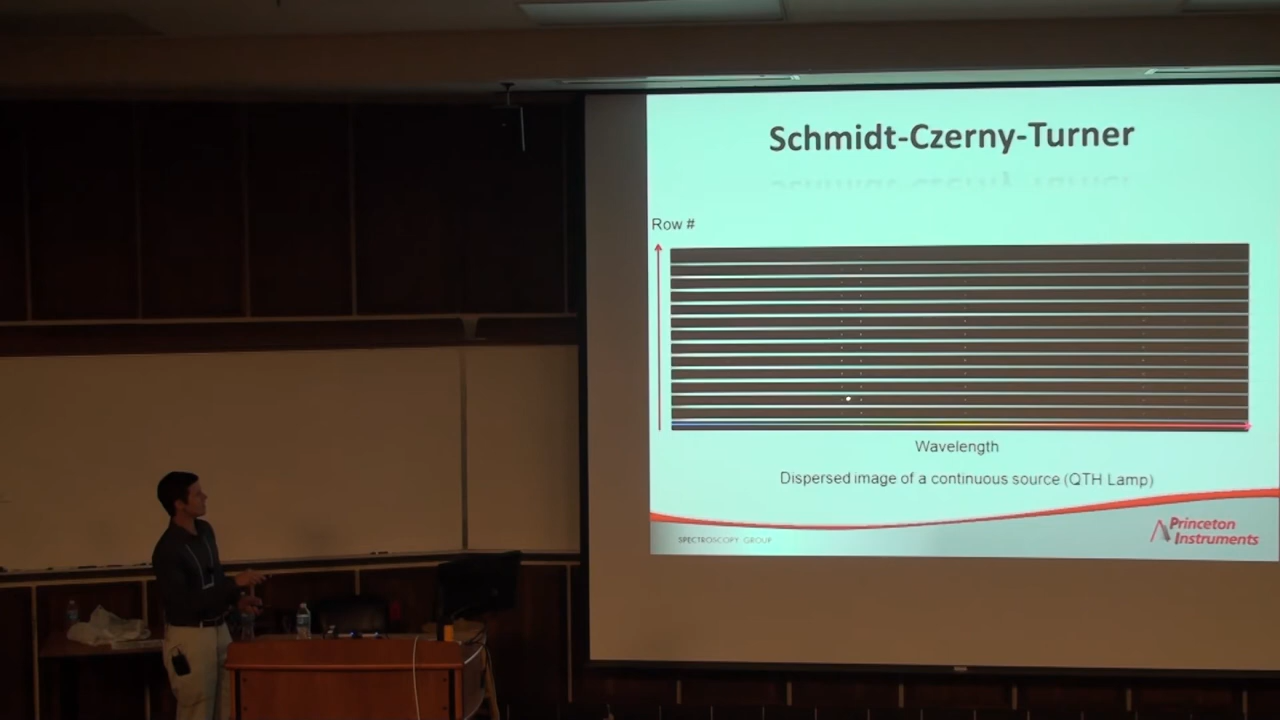 Schmidt-Czerny-Turner
Row #
Wavelength
Dispersed image of a continuous source (QTH Lamp)
SPECTROSCOPY GROUP
Princeton
Instruments